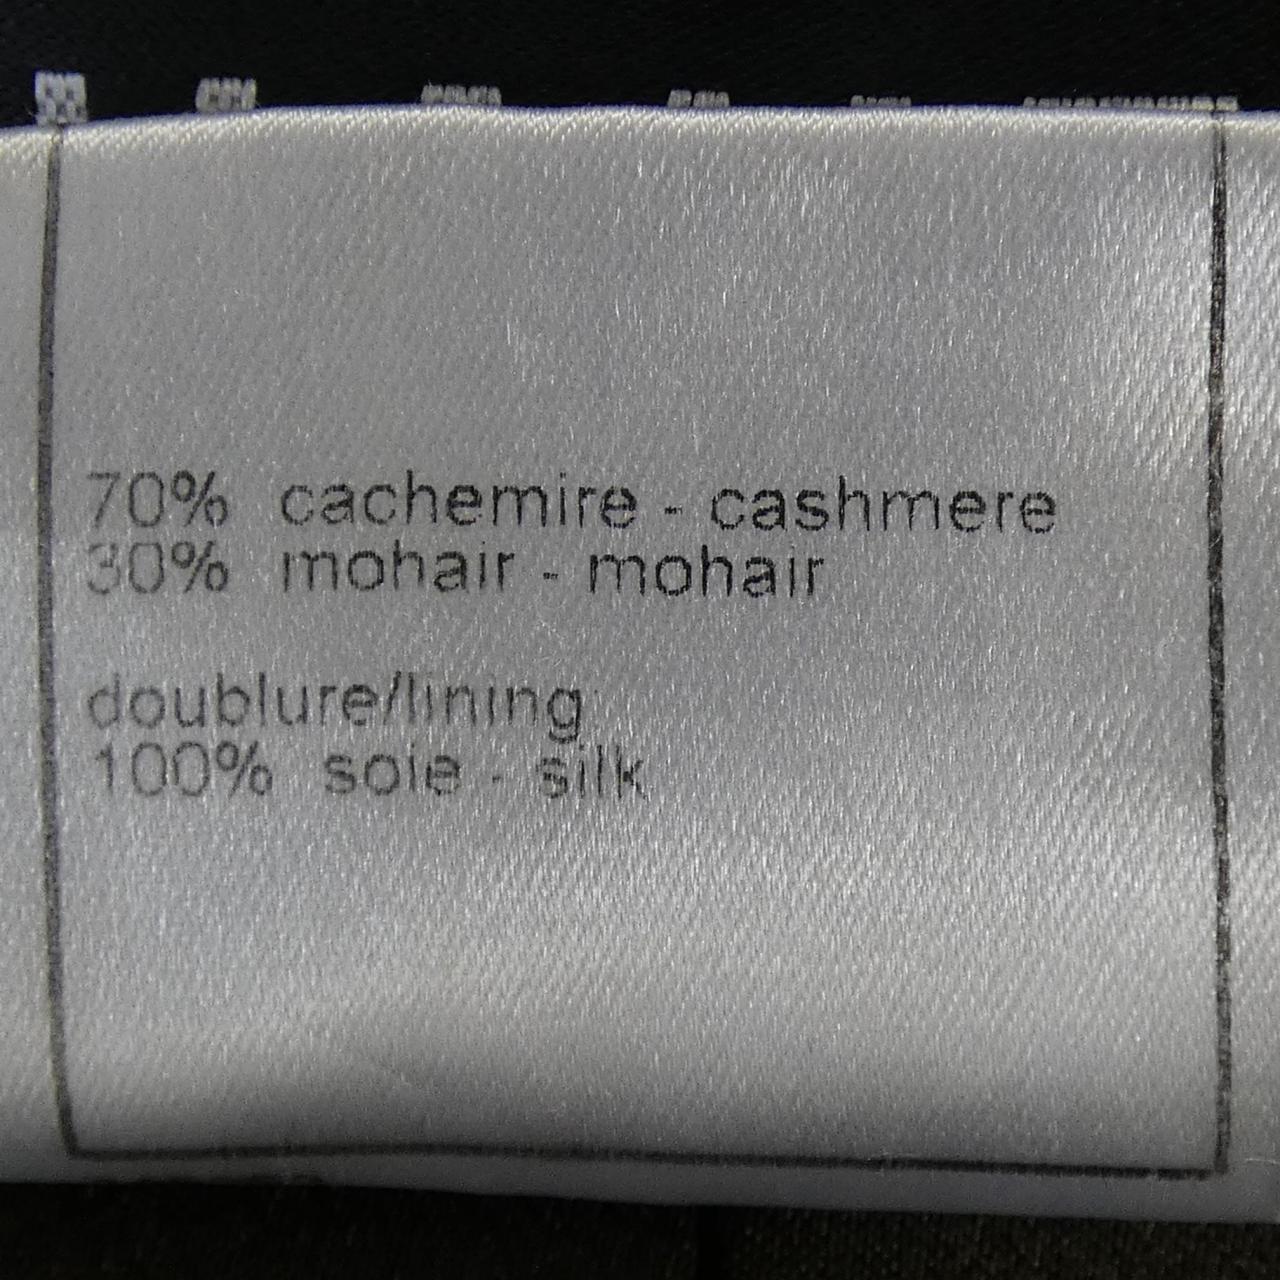 70% cachemire - cashmere
30% mohair - mohair
doublure/lining
100% soie - silk